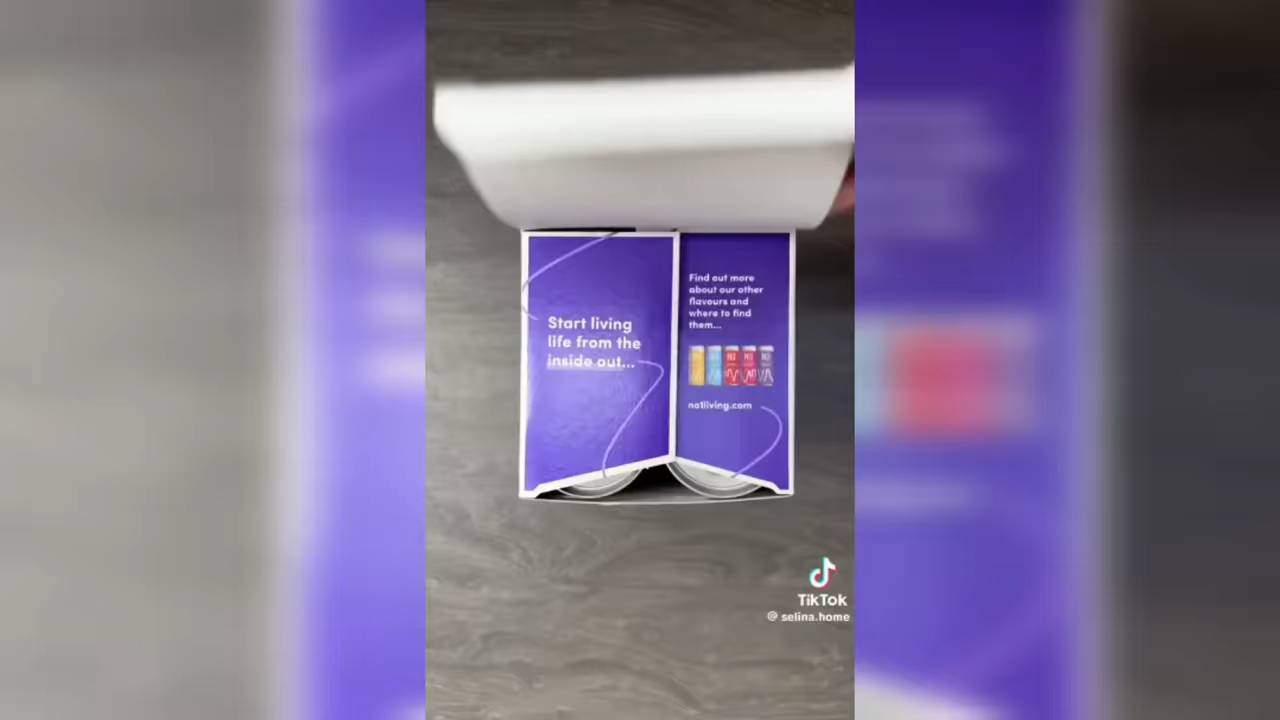 Start living
life from the
inside out...
Find out more
about our other
flavours and
where to find
them...
no1living.com
TikTok
@ selina.home